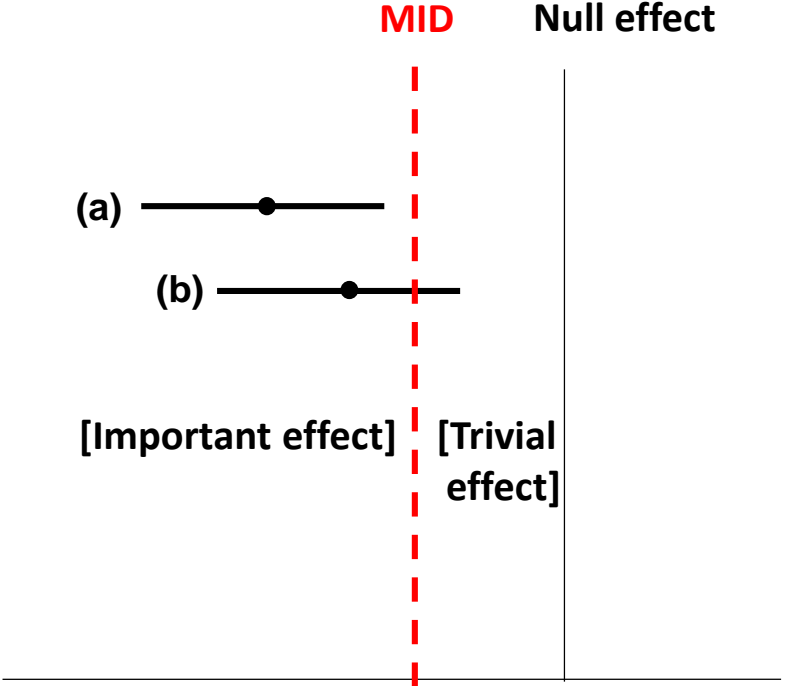 MID Null effect
(a)
(b)
[Important effect] [Trivial
effect]